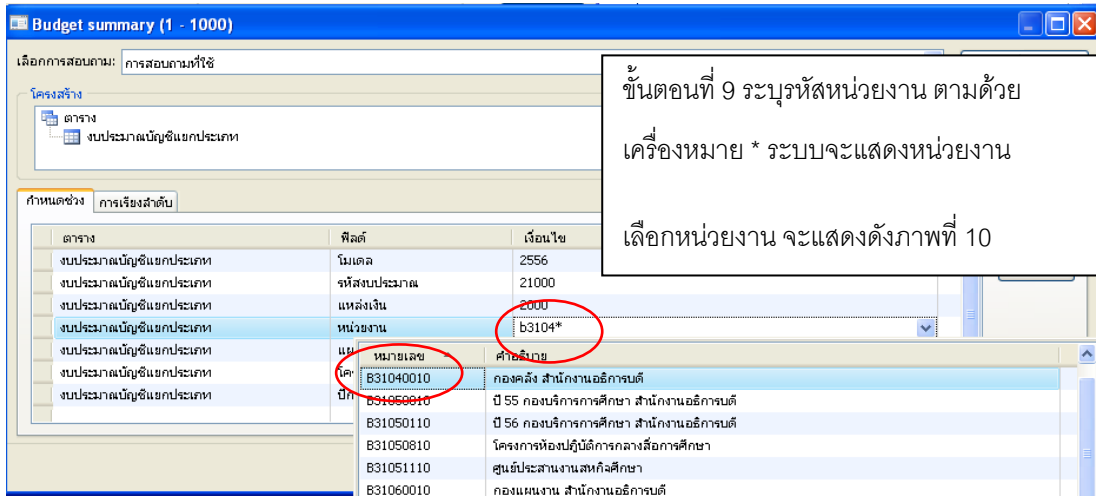 Budget summary (1 - 1000)
เลือกการสอบถาม: การสอบถามที่ใช้
โครงสร้าง
ตาราง
งบประมาณบัญชีแยกประเภท
ขั้นตอนที่ 9 ระบุรหัสหน่วยงาน ตามด้วย
เครื่องหมาย * ระบบจะแสดงหน่วยงาน
เลือกหน่วยงาน จะแสดงดังภาพที่ 10
กำหนดช่วง การเรียงลำดับ
ตาราง ฟิลด์ เงื่อนไข
งบประมาณบัญชีแยกประเภท โมเดล 2556
งบประมาณบัญชีแยกประเภท รหัสงบประมาณ 21000
งบประมาณบัญชีแยกประเภท แหล่งเงิน 2000
งบประมาณบัญชีแยกประเภท หน่วยงาน b3104*
งบประมาณบัญชีแยกประเภท
งบประมาณบัญชีแยกประเภท
งบประมาณบัญชีแยกประเภท
หมายเลข คำอธิบาย
B31040010 กองคลัง สำนักงานอธิการบดี
B31050010 ปี 55 กองบริการการศึกษา สำนักงานอธิการบดี
B31050110 ปี 56 กองบริการการศึกษา สำนักงานอธิการบดี
B31050810 โครงการห้องปฏิบัติการกลางสื่อการศึกษา
B31051110 ศูนย์ประสานงานสหกิจศึกษา
B31060010 กองแผนงาน สำนักงานอธิการบดี